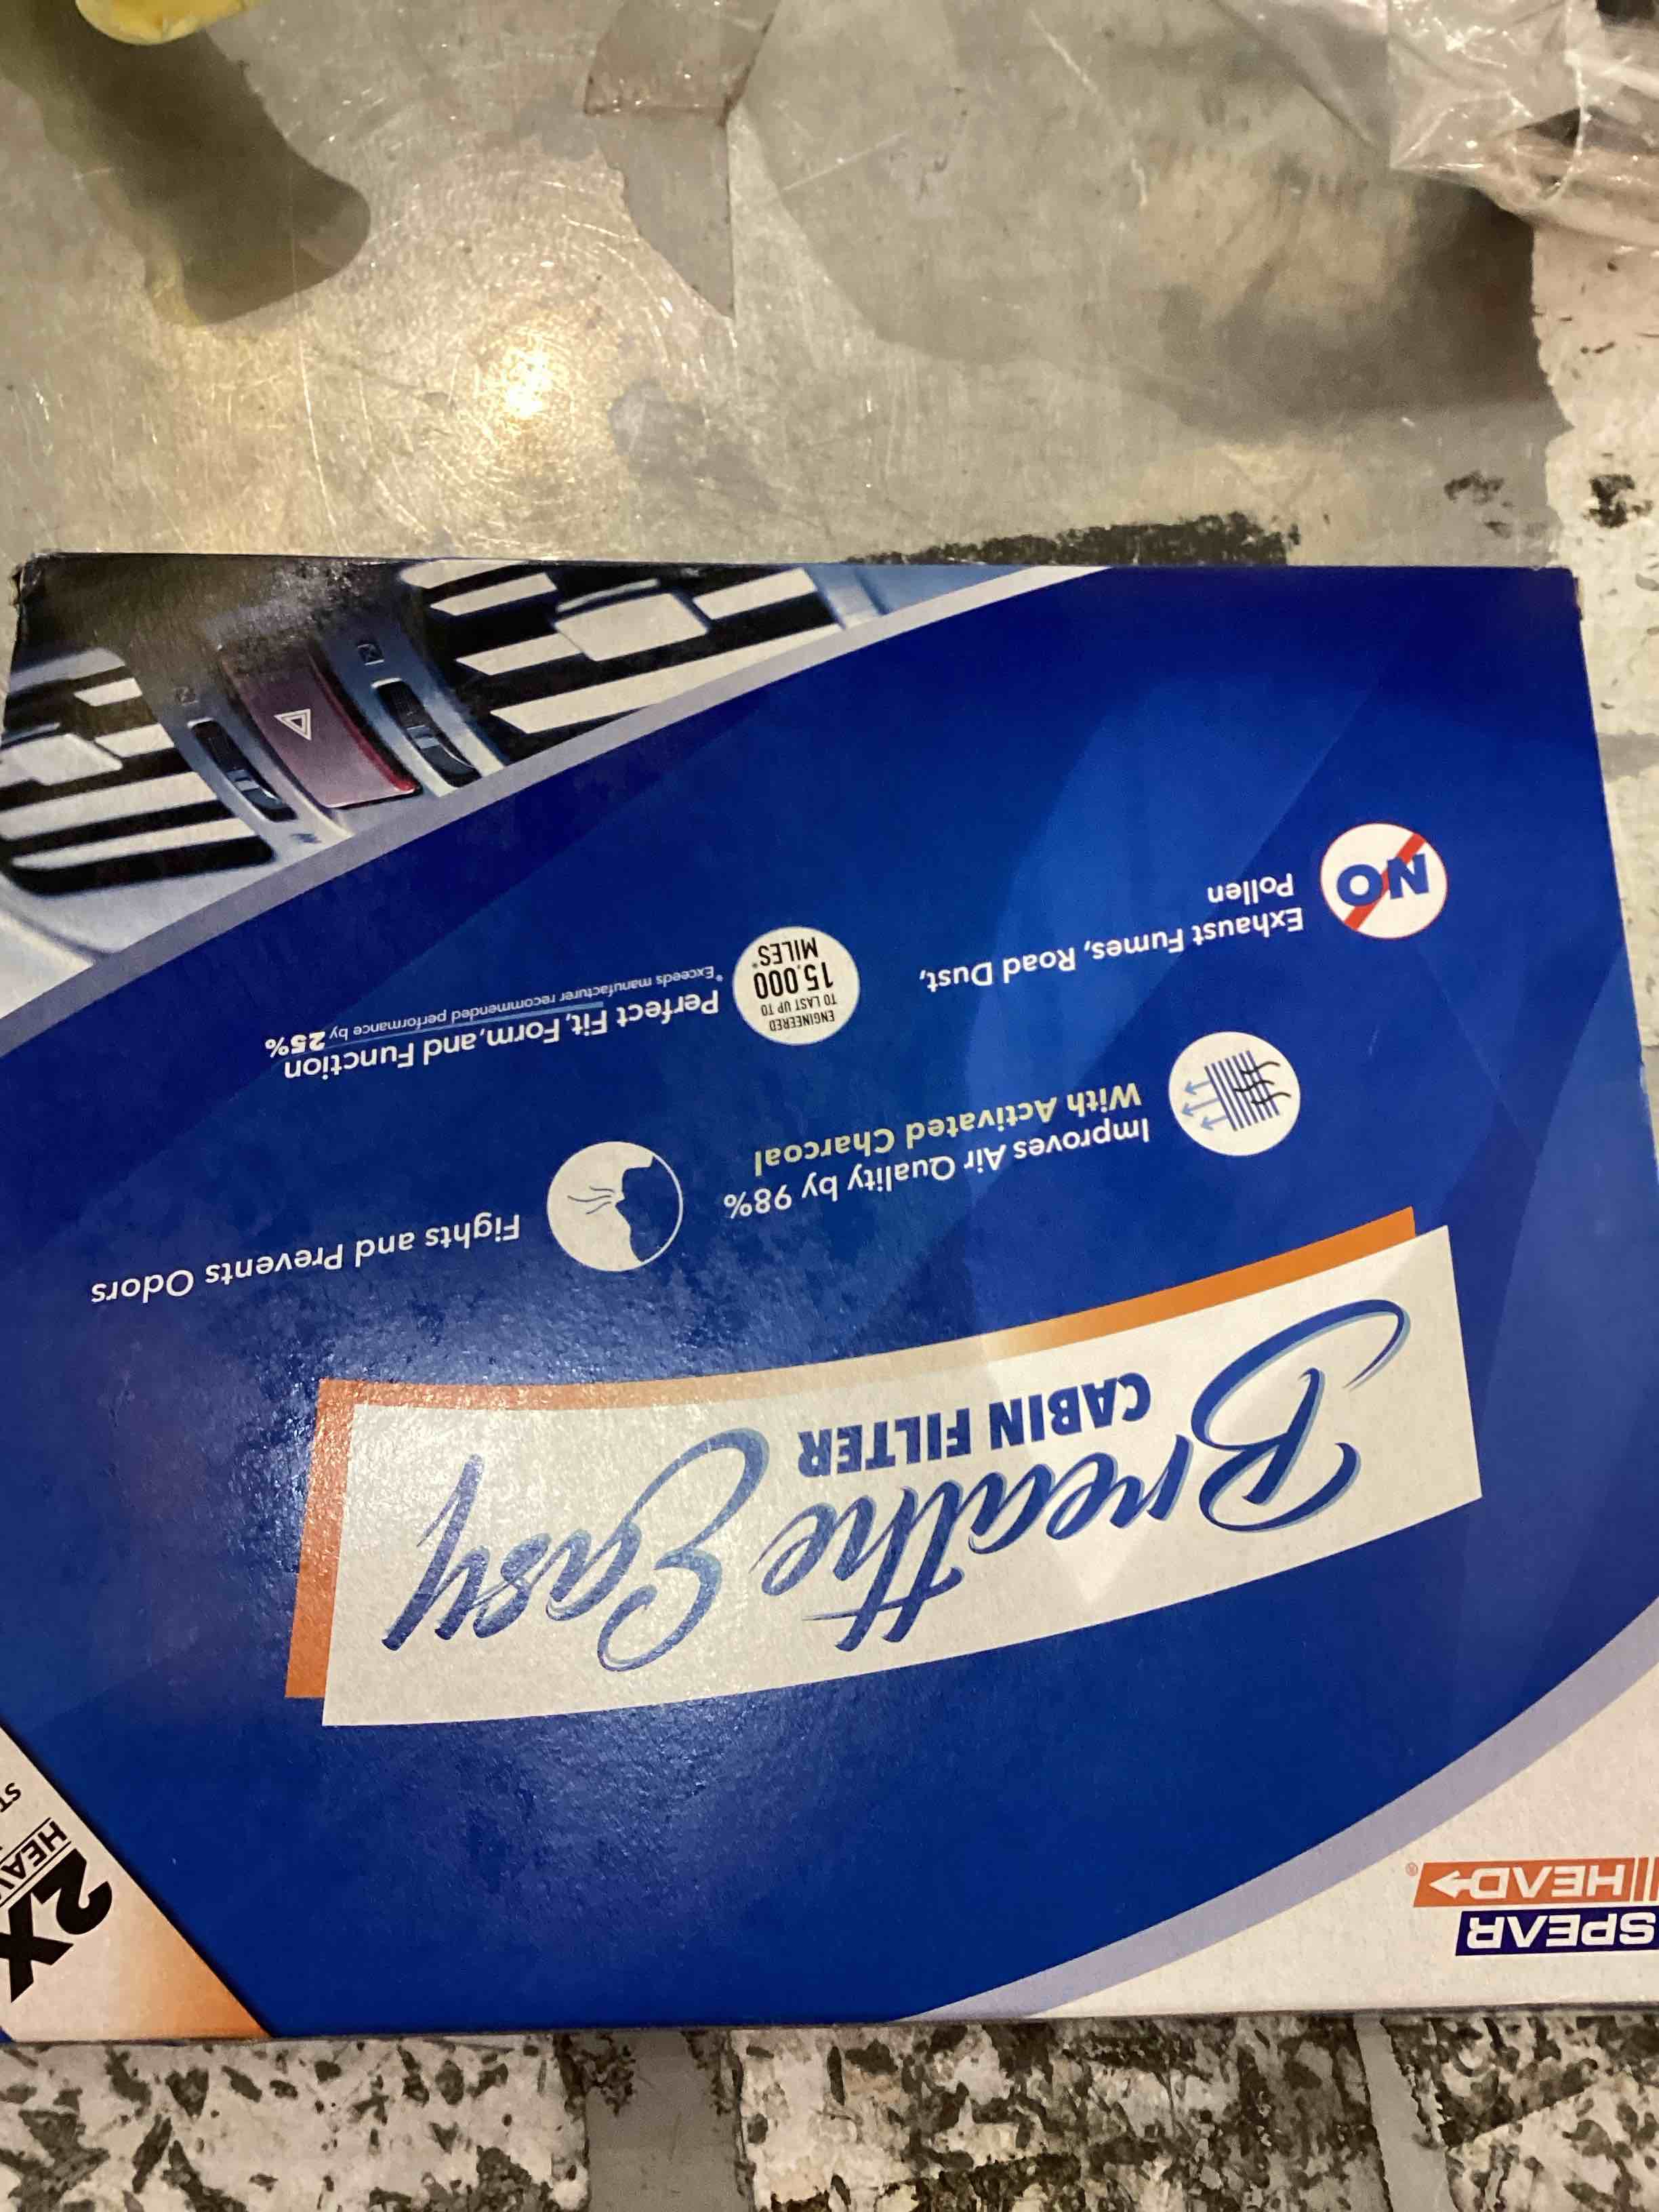 SPEAR
HEAD
®
2X
Breathe Easy
CABIN FILTER
Improves Air Quality by 98%
With Activated Charcoal
Fights and Prevents Odors
NO
Exhaust Fumes, Road Dust,
Pollen
ENGINEERED
TO LAST UP TO
15,000
MILES*
Perfect Fit, Form, and Function
*Exceeds manufacturer recommended performance by 25%